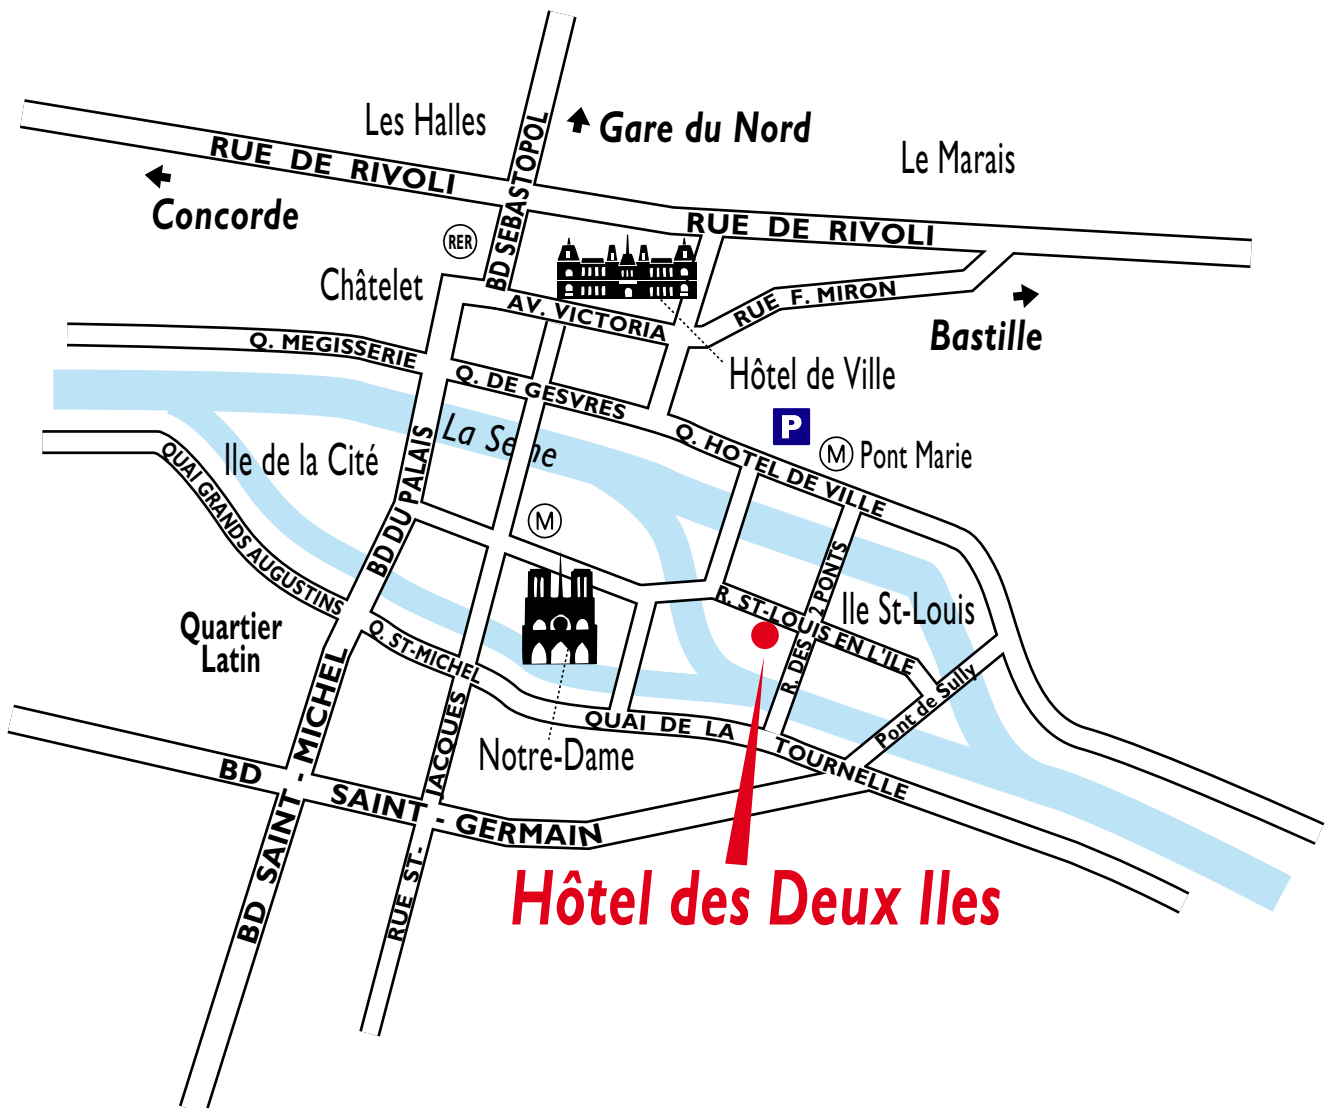 Les Halles
Gare du Nord
Le Marais
RUE DE RIVOLI
Concorde
RER
BD SEBASTOPOL
RUE DE RIVOLI
Châtelet
AV. VICTORIA
RUE F. MIRON
Bastille
Q. MEGISSERIE
Q. DE GESVRES
Hôtel de Ville
P
M
Pont Marie
Q. HOTEL DE VILLE
La Seine
Ile de la Cité
QUAI GRANDS AUGUSTINS
BD DU PALAIS
M
R. DES 2 PONTS
R. ST-LOUIS EN L'ILE
Ile St-Louis
Quartier
Latin
Q. ST-MICHEL
Pont de Sully
QUAI DE LA TOURNELLE
Notre-Dame
BD SAINT - MICHEL
BD SAINT - GERMAIN
RUE ST- JACQUES
Hôtel des Deux Iles